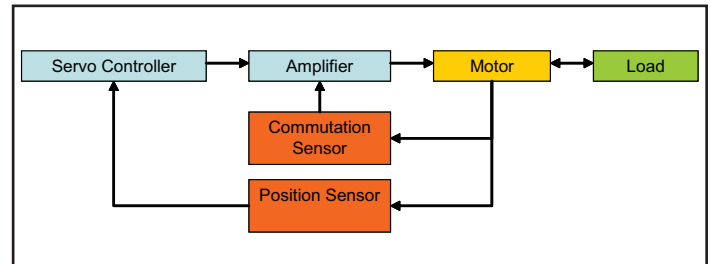 Servo Controller
Amplifier
Motor
Load
Commutation
Sensor
Position Sensor